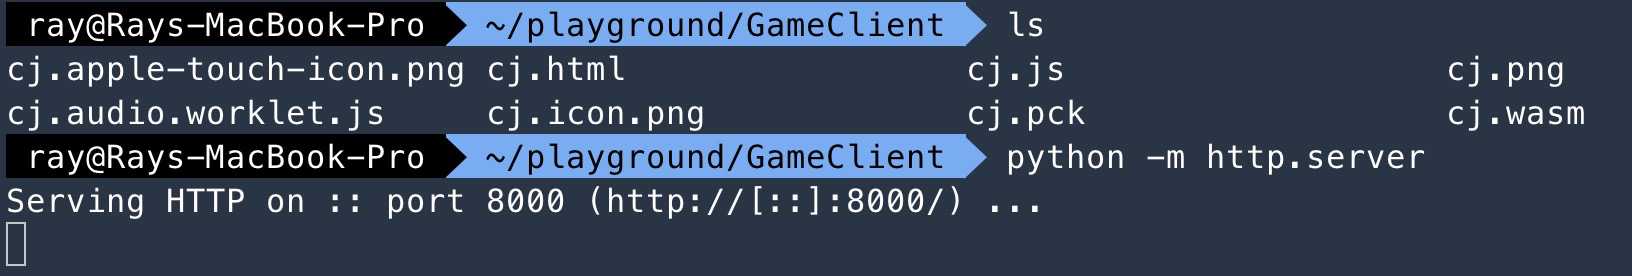 ray@Rays-MacBook-Pro ~/playground/GameClient ls
cj.apple-touch-icon.png cj.html cj.js cj.png
cj.audio.worklet.js cj.icon.png cj.pck cj.wasm
ray@Rays-MacBook-Pro ~/playground/GameClient python -m http.server
Serving HTTP on :: port 8000 (http://[::]:8000/) ...